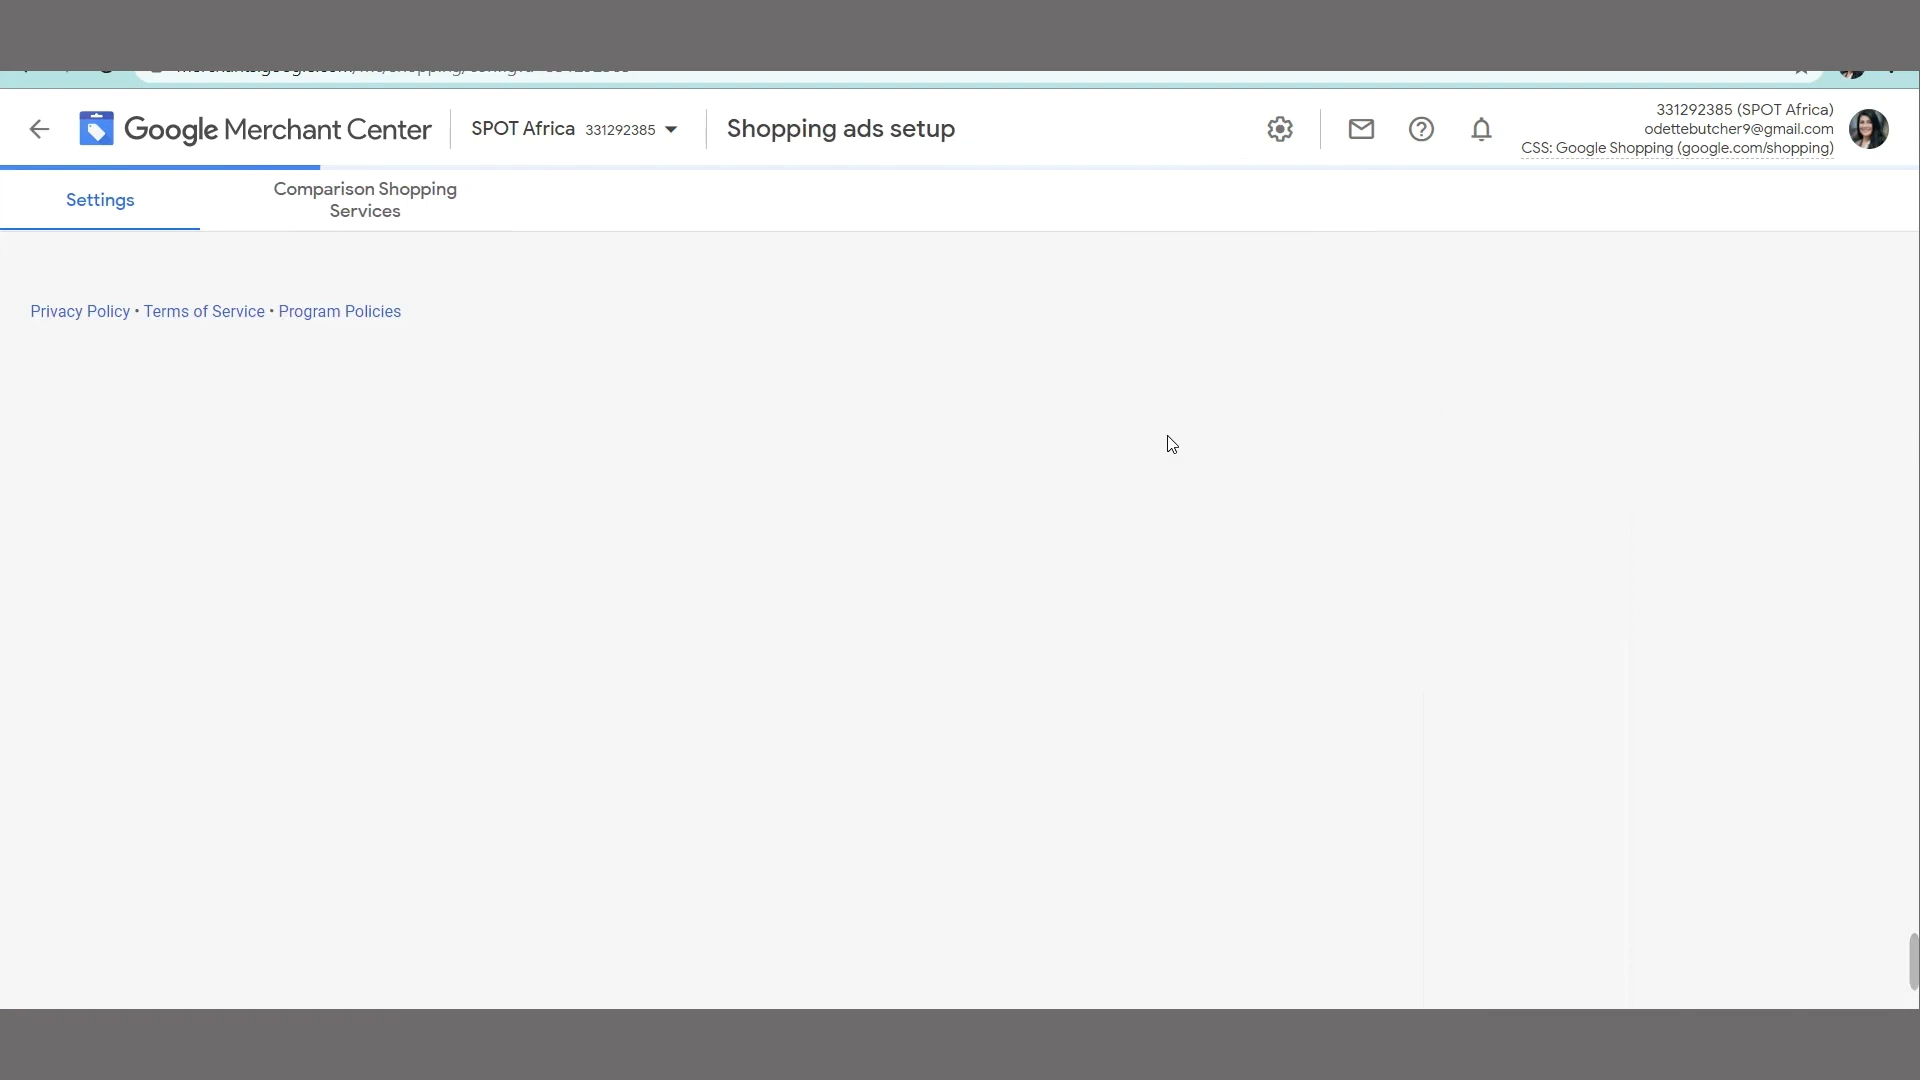 Google Merchant Center
SPOT Africa 331292385
Shopping ads setup
331292385 (SPOT Africa)
odettebutcher9@gmail.com
CSS: Google Shopping (google.com/shopping)
Settings
Comparison Shopping
Services
Privacy Policy • Terms of Service • Program Policies